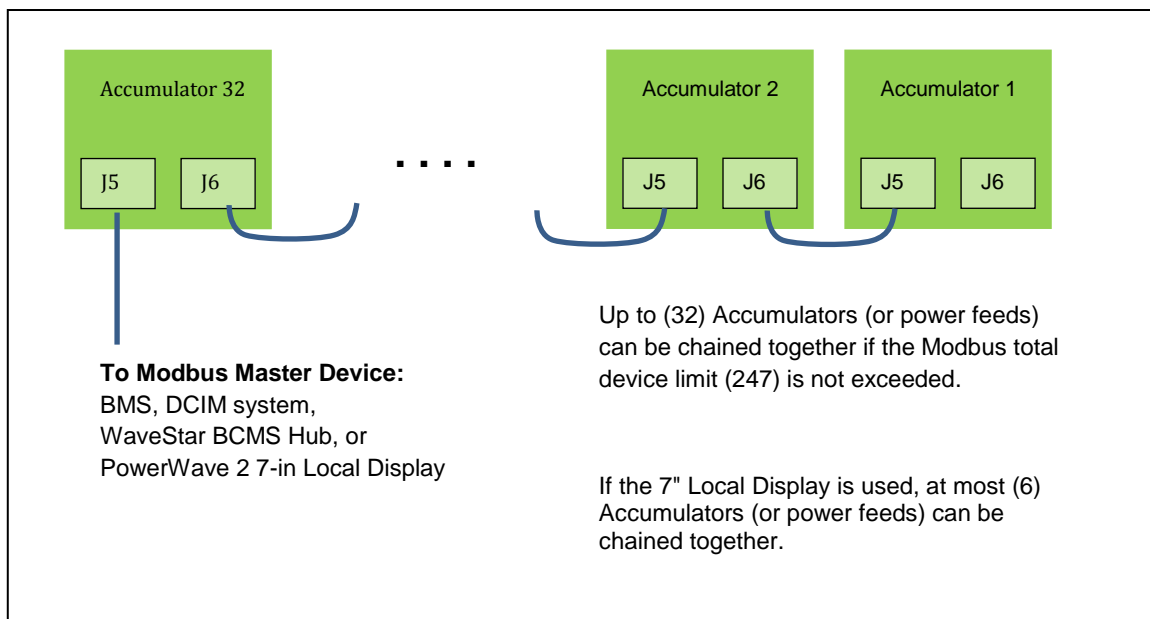 Accumulator 32
J5
J6
. . . .
Accumulator 2
J5
J6
Accumulator 1
J5
J6
To Modbus Master Device:
BMS, DCIM system,
WaveStar BCMS Hub, or
PowerWave 2 7-in Local Display
Up to (32) Accumulators (or power feeds)
can be chained together if the Modbus total
device limit (247) is not exceeded.
If the 7" Local Display is used, at most (6)
Accumulators (or power feeds) can be
chained together.